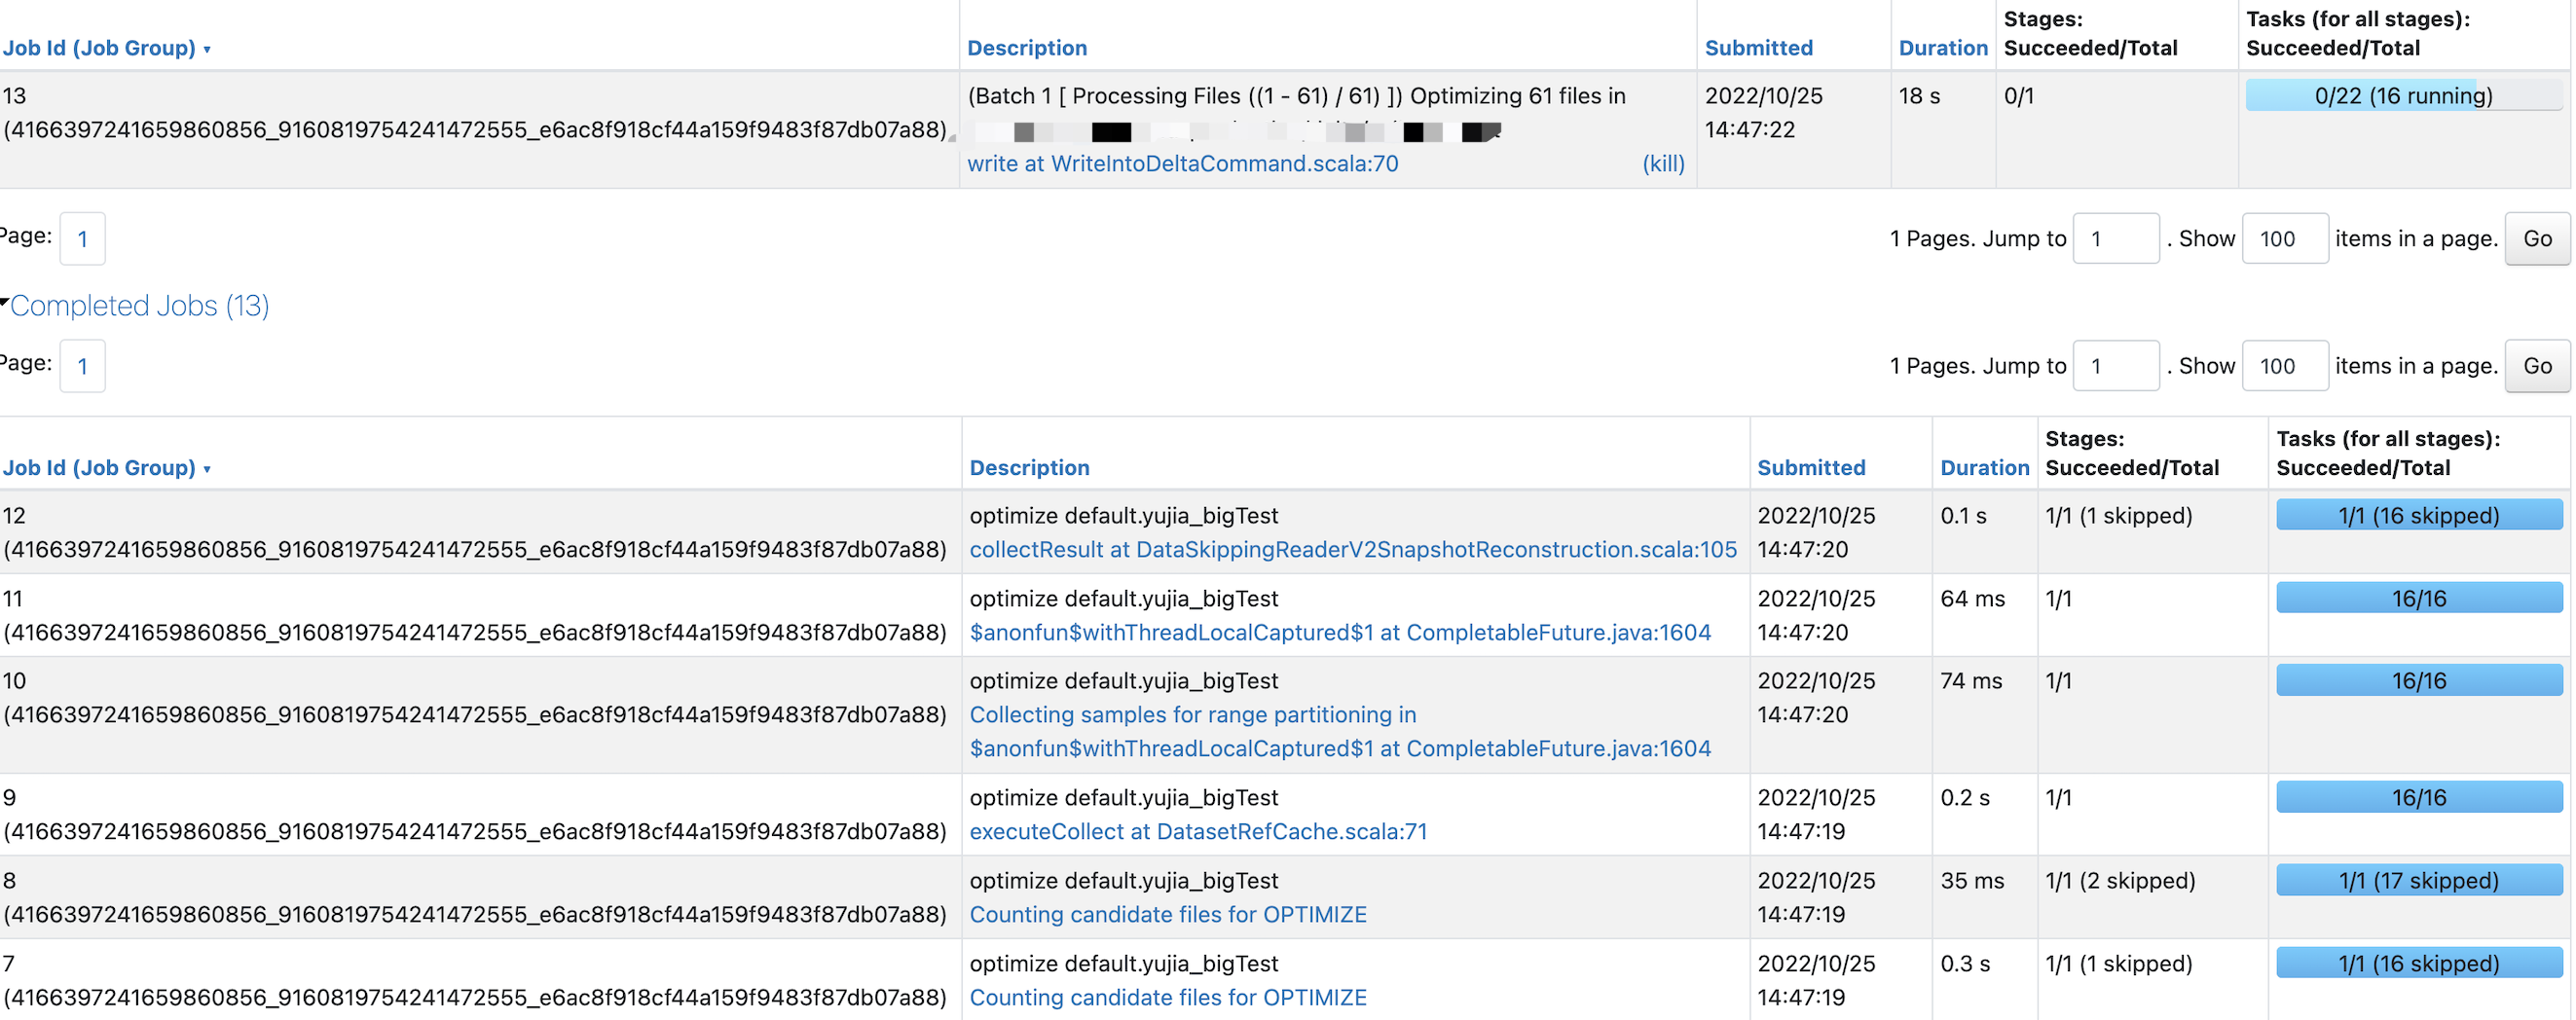 Job Id (Job Group) ▾ Description Submitted Duration Stages: Succeeded/Total Tasks (for all stages): Succeeded/Total
13 (4166397241659860856_9160819754241472555_e6ac8f918cf44a159f9483f87db07a88) (Batch 1 [ Processing Files ((1 - 61) / 61) ]) Optimizing 61 files in 2022/10/25 14:47:22 18 s 0/1 0/22 (16 running)
write at WriteIntoDeltaCommand.scala:70 (kill)
Page: 1 1 Pages. Jump to 1 . Show 100 items in a page. Go
Completed Jobs (13)
Page: 1 1 Pages. Jump to 1 . Show 100 items in a page. Go
Job Id (Job Group) ▾ Description Submitted Duration Stages: Succeeded/Total Tasks (for all stages): Succeeded/Total
12 optimize default.yujia_bigTest 2022/10/25 0.1 s 1/1 (1 skipped) 1/1 (16 skipped)
(4166397241659860856_9160819754241472555_e6ac8f918cf44a159f9483f87db07a88) collectResult at DataSkippingReaderV2SnapshotReconstruction.scala:105 14:47:20
11 optimize default.yujia_bigTest 2022/10/25 64 ms 1/1 16/16
(4166397241659860856_9160819754241472555_e6ac8f918cf44a159f9483f87db07a88) $anonfun$withThreadLocalCaptured$1 at CompletableFuture.java:1604 14:47:20
10 optimize default.yujia_bigTest 2022/10/25 74 ms 1/1 16/16
(4166397241659860856_9160819754241472555_e6ac8f918cf44a159f9483f87db07a88) Collecting samples for range partitioning in 14:47:20
$anonfun$withThreadLocalCaptured$1 at CompletableFuture.java:1604
9 optimize default.yujia_bigTest 2022/10/25 0.2 s 1/1 16/16
(4166397241659860856_9160819754241472555_e6ac8f918cf44a159f9483f87db07a88) executeCollect at DatasetRefCache.scala:71 14:47:19
8 optimize default.yujia_bigTest 2022/10/25 35 ms 1/1 (2 skipped) 1/1 (17 skipped)
(4166397241659860856_9160819754241472555_e6ac8f918cf44a159f9483f87db07a88) Counting candidate files for OPTIMIZE 14:47:19
7 optimize default.yujia_bigTest 2022/10/25 0.3 s 1/1 (1 skipped) 1/1 (16 skipped)
(4166397241659860856_9160819754241472555_e6ac8f918cf44a159f9483f87db07a88) Counting candidate files for OPTIMIZE 14:47:19